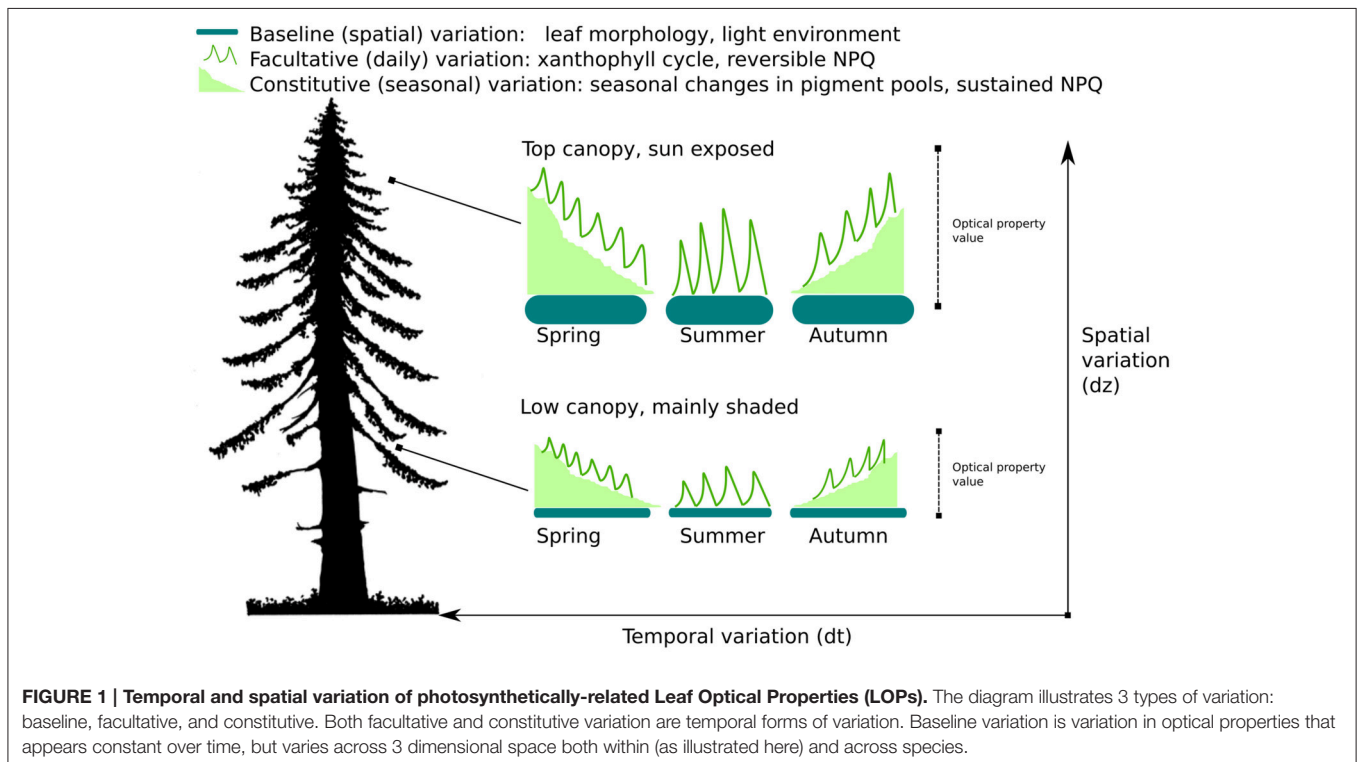 Baseline (spatial) variation: leaf morphology, light environment
Facultative (daily) variation: xanthophyll cycle, reversible NPQ
Constitutive (seasonal) variation: seasonal changes in pigment pools, sustained NPQ
Top canopy, sun exposed
Optical property
value
Spring Summer Autumn
Spatial
variation
(dz)
Low canopy, mainly shaded
Optical property
value
Spring Summer Autumn
Temporal variation (dt)
FIGURE 1 | Temporal and spatial variation of photosynthetically-related Leaf Optical Properties (LOPs). The diagram illustrates 3 types of variation:
baseline, facultative, and constitutive. Both facultative and constitutive variation are temporal forms of variation. Baseline variation is variation in optical properties that
appears constant over time, but varies across 3 dimensional space both within (as illustrated here) and across species.